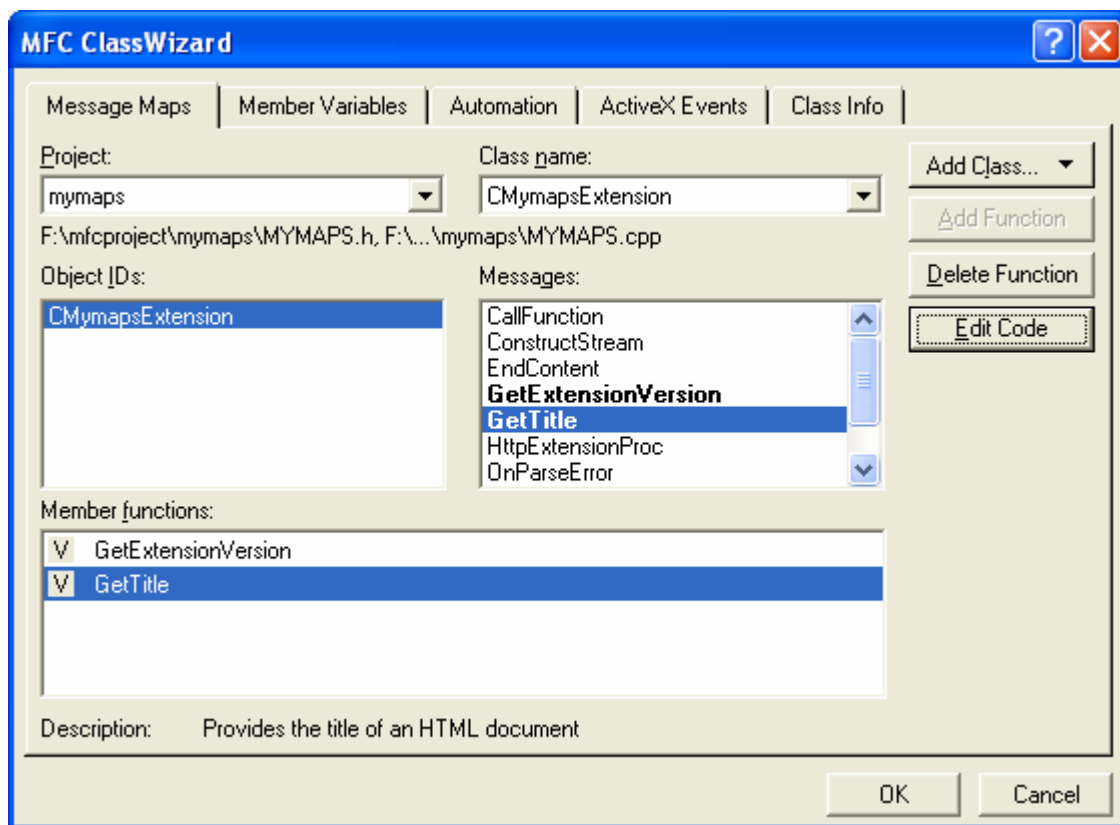 MFC ClassWizard
Message Maps Member Variables Automation ActiveX Events Class Info
Project:
mymaps
Class name:
CMymapsExtension
Add Class...
Add Function
F:\mfcproject\mymaps\MYMAPS.h, F:\...\mymaps\MYMAPS.cpp
Delete Function
Edit Code
Object IDs:
CMymapsExtension
Messages:
CallFunction
ConstructStream
EndContent
GetExtensionVersion
GetTitle
HttpExtensionProc
OnParseError
Member functions:
V GetExtensionVersion
V GetTitle
Description: Provides the title of an HTML document
OK Cancel